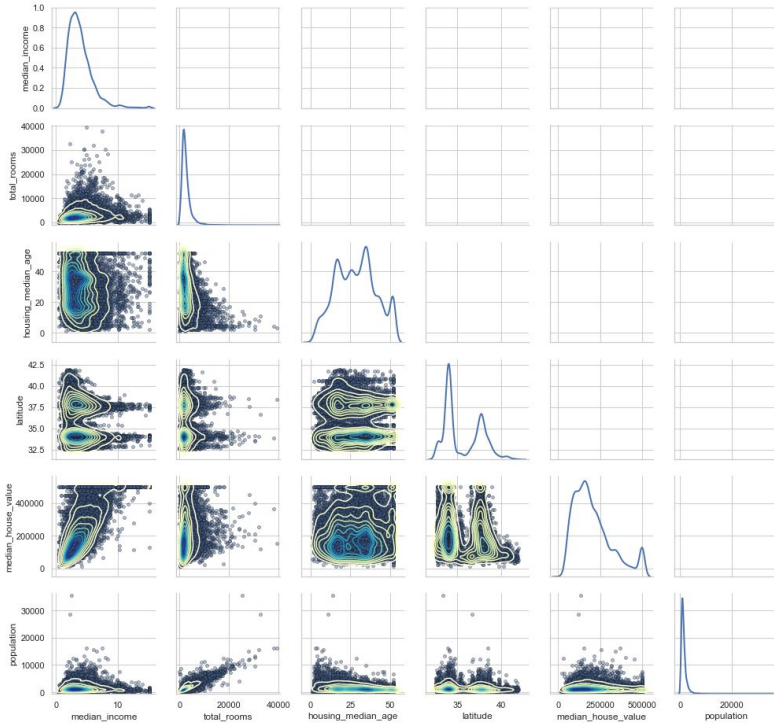 median_income
1.0
0.8
0.6
0.4
0.2
0.0
total_rooms
40000
30000
20000
10000
0
housing_median_age
40
20
0
latitude
42.5
40.0
37.5
35.0
32.5
median_house_value
400000
200000
0
population
30000
20000
10000
0
0 10
0 20000 40000
0 25 50
35 40
0 250000 500000
0 20000
median_income total_rooms housing_median_age latitude median_house_value population